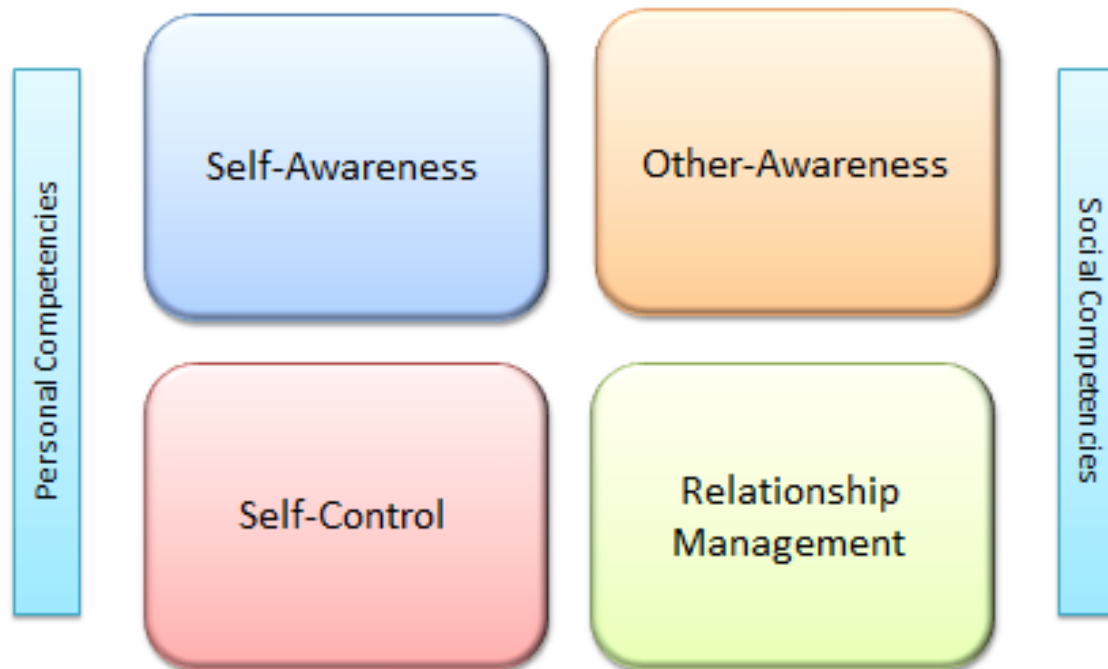 Personal Competencies
Self-Awareness
Other-Awareness
Self-Control
Relationship
Management
Social Competencies